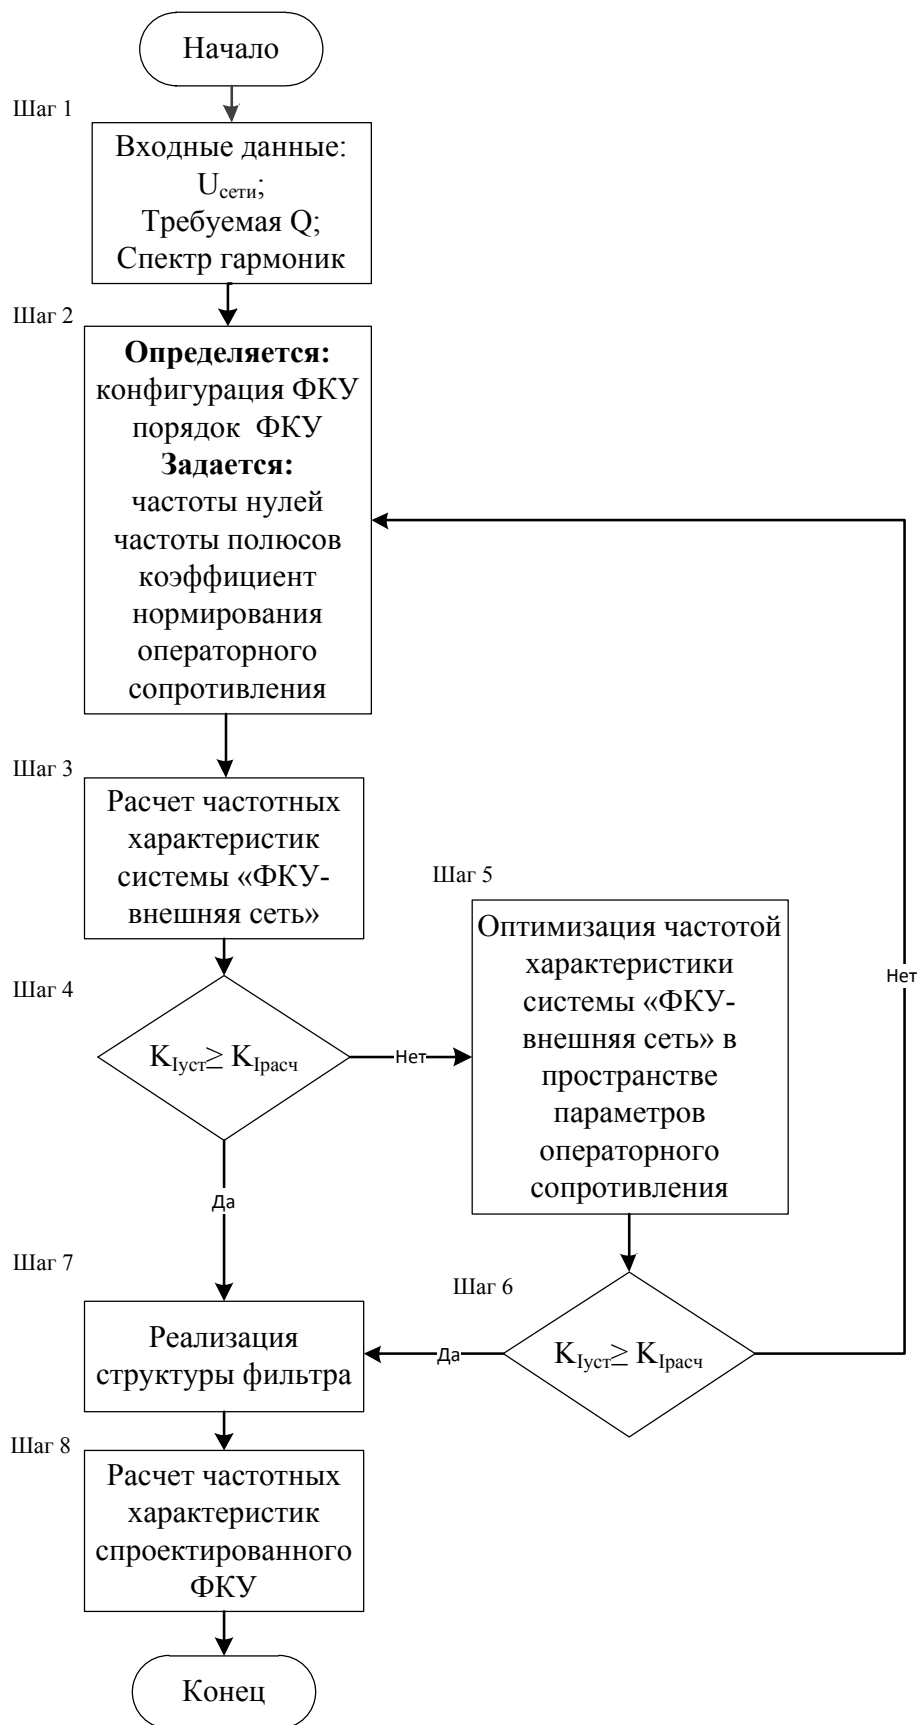 Начало
Шаг 1
Входные данные:
Uсети;
Требуемая Q;
Спектр гармоник
Шаг 2
Определяется:
конфигурация ФКУ
порядок ФКУ
Задается:
частоты нулей
частоты полюсов
коэффициент
нормирования
операторного
сопротивления
Шаг 3
Расчет частотных
характеристик
системы «ФКУ-
внешняя сеть»
Шаг 4
KIуст≥ KIрасч
Нет
Да
Шаг 5
Оптимизация частотой
характеристики
системы «ФКУ-
внешняя сеть» в
пространстве
параметров
операторного
сопротивления
Нет
Шаг 6
KIуст≥ KIрасч
Да
Шаг 7
Реализация
структуры фильтра
Шаг 8
Расчет частотных
характеристик
спроектированного
ФКУ
Конец